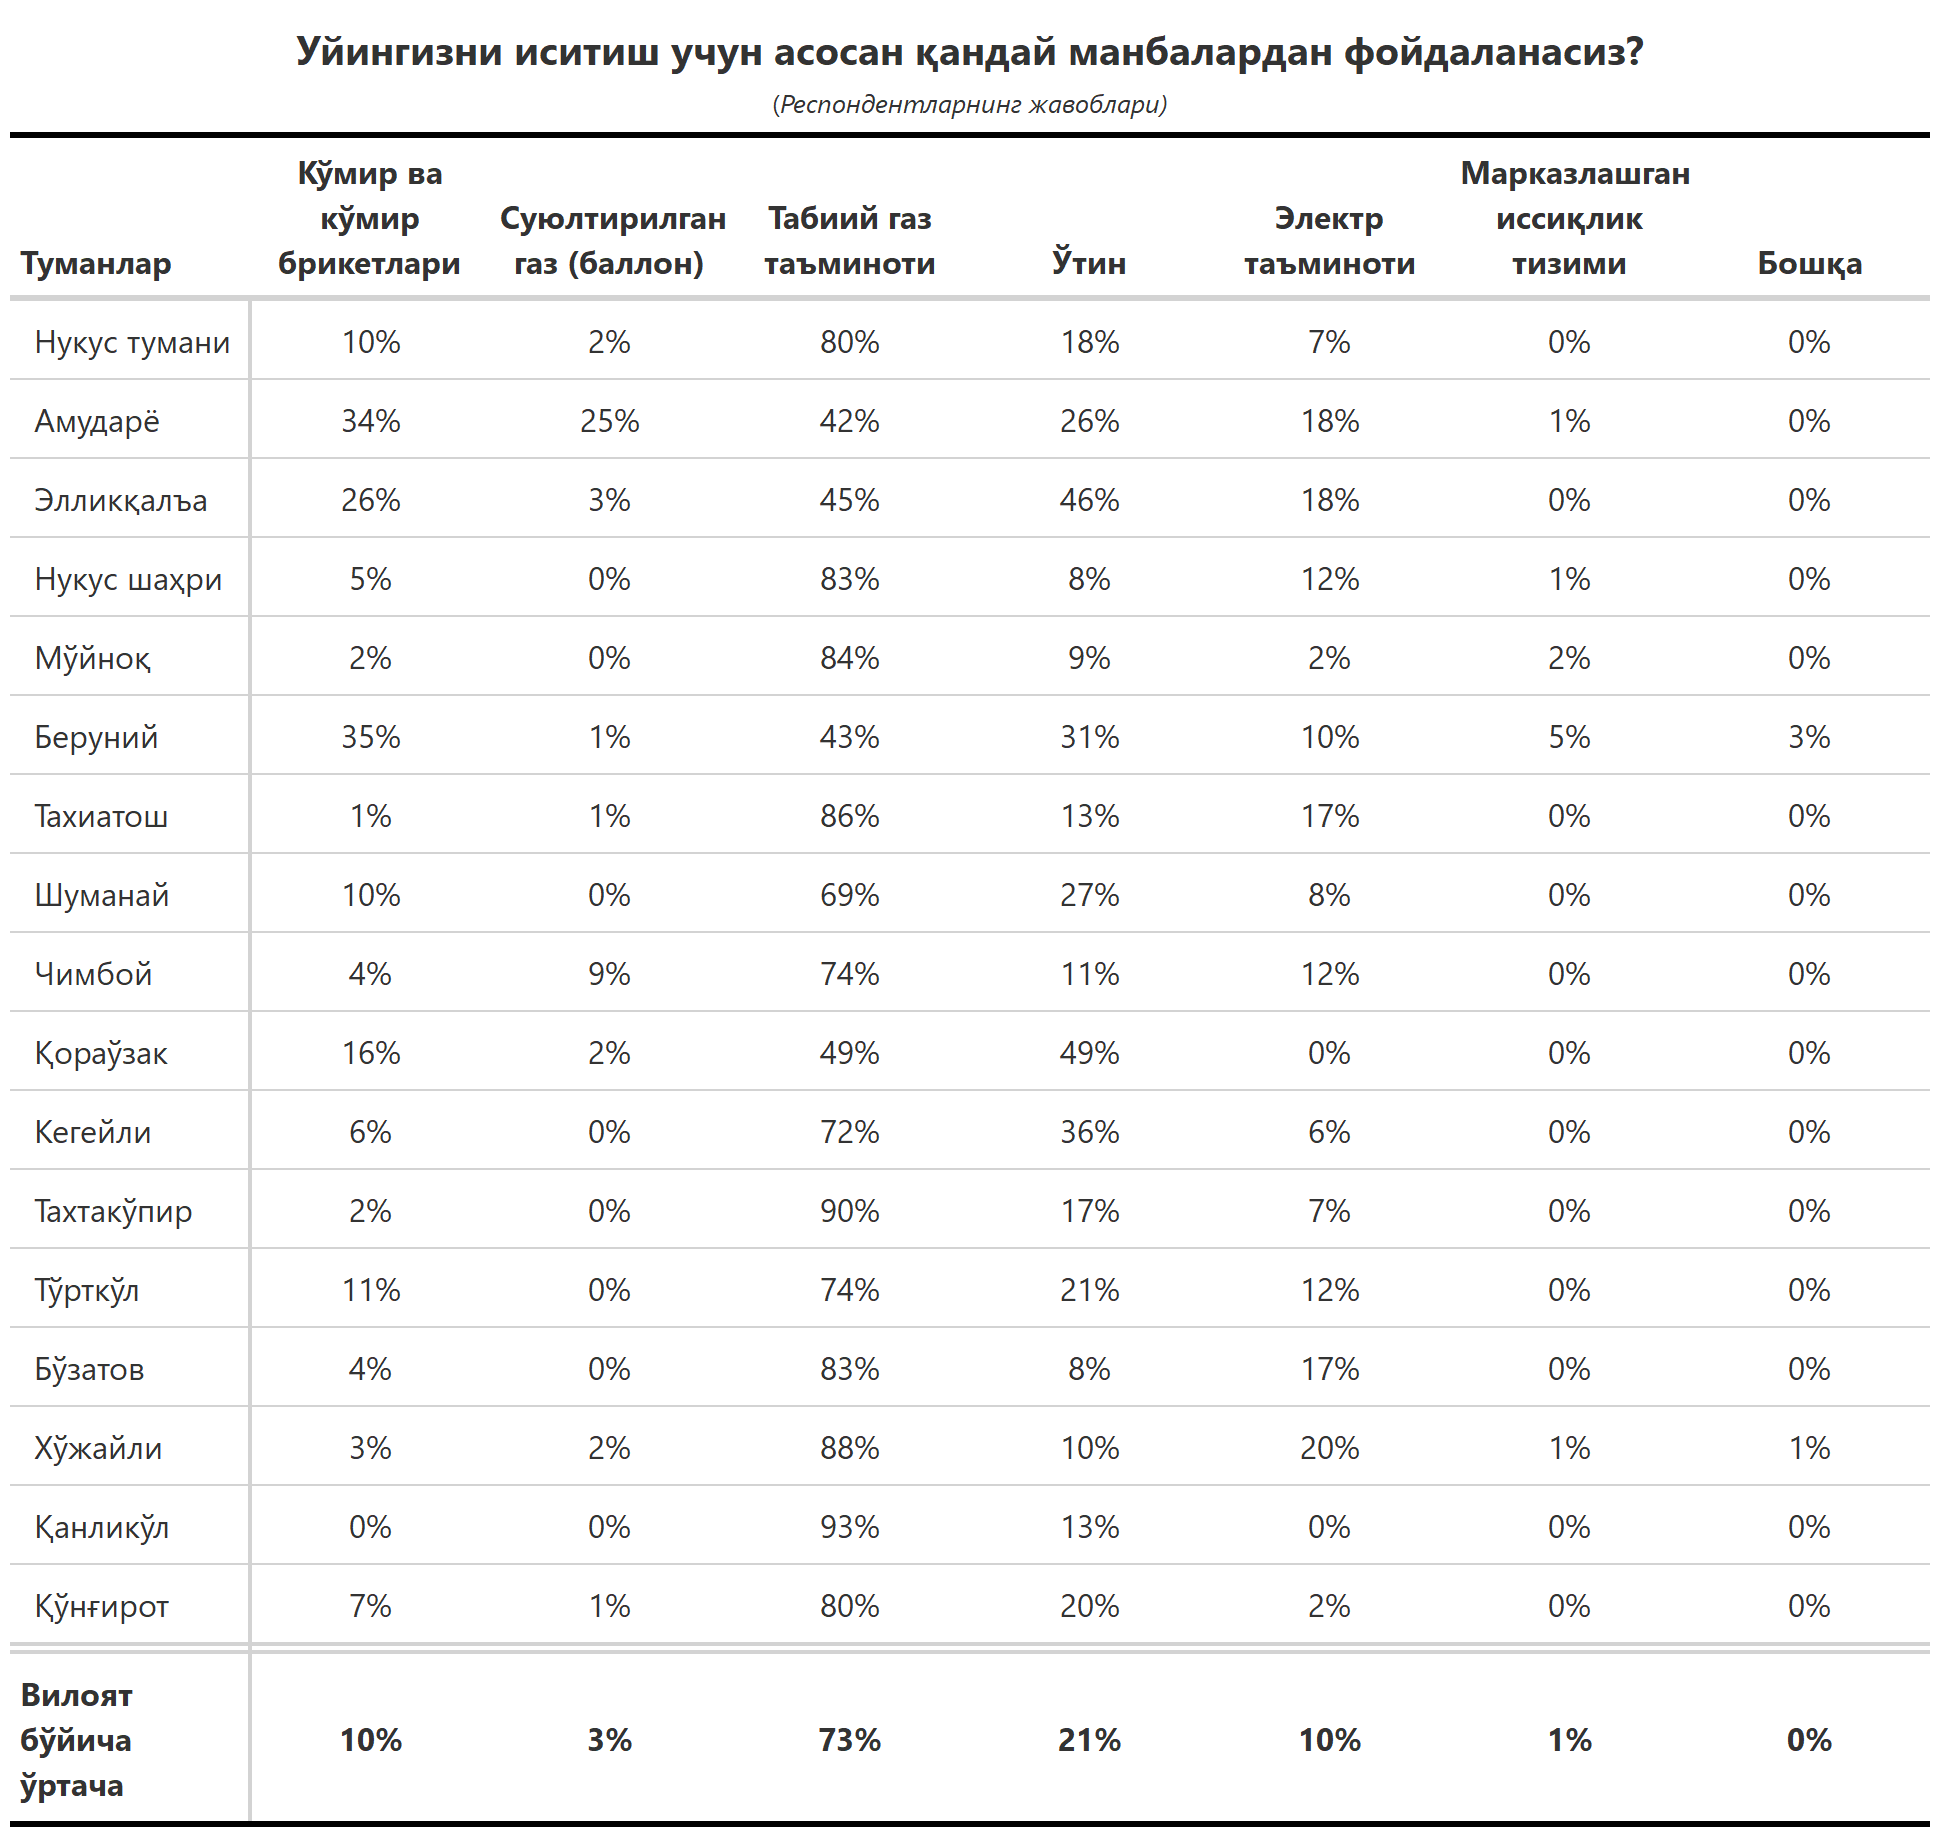 Уйингизни иситиш учун асосан қандай манбалардан фойдаланасиз?
(Респондентларнинг жавоблари)
Туманлар
Кўмир ва
кўмир
брикетлари
Суюлтирилган
газ (баллон)
Табиий газ
таъминоти
Ўтин
Электр
таъминоти
Марказлашган
иссиқлик
тизими
Бошқа
Нукус тумани 10% 2% 80% 18% 7% 0% 0%
Амударё 34% 25% 42% 26% 18% 1% 0%
Элликқалъа 26% 3% 45% 46% 18% 0% 0%
Нукус шаҳри 5% 0% 83% 8% 12% 1% 0%
Мўйноқ 2% 0% 84% 9% 2% 2% 0%
Беруний 35% 1% 43% 31% 10% 5% 3%
Тахиатош 1% 1% 86% 13% 17% 0% 0%
Шуманай 10% 0% 69% 27% 8% 0% 0%
Чимбой 4% 9% 74% 11% 12% 0% 0%
Қораўзак 16% 2% 49% 49% 0% 0% 0%
Кегейли 6% 0% 72% 36% 6% 0% 0%
Тахтакўпир 2% 0% 90% 17% 7% 0% 0%
Тўрткўл 11% 0% 74% 21% 12% 0% 0%
Бўзатов 4% 0% 83% 8% 17% 0% 0%
Хўжайли 3% 2% 88% 10% 20% 1% 1%
Қанликўл 0% 0% 93% 13% 0% 0% 0%
Қўнғирот 7% 1% 80% 20% 2% 0% 0%
Вилоят
бўйича
ўртача
10% 3% 73% 21% 10% 1% 0%